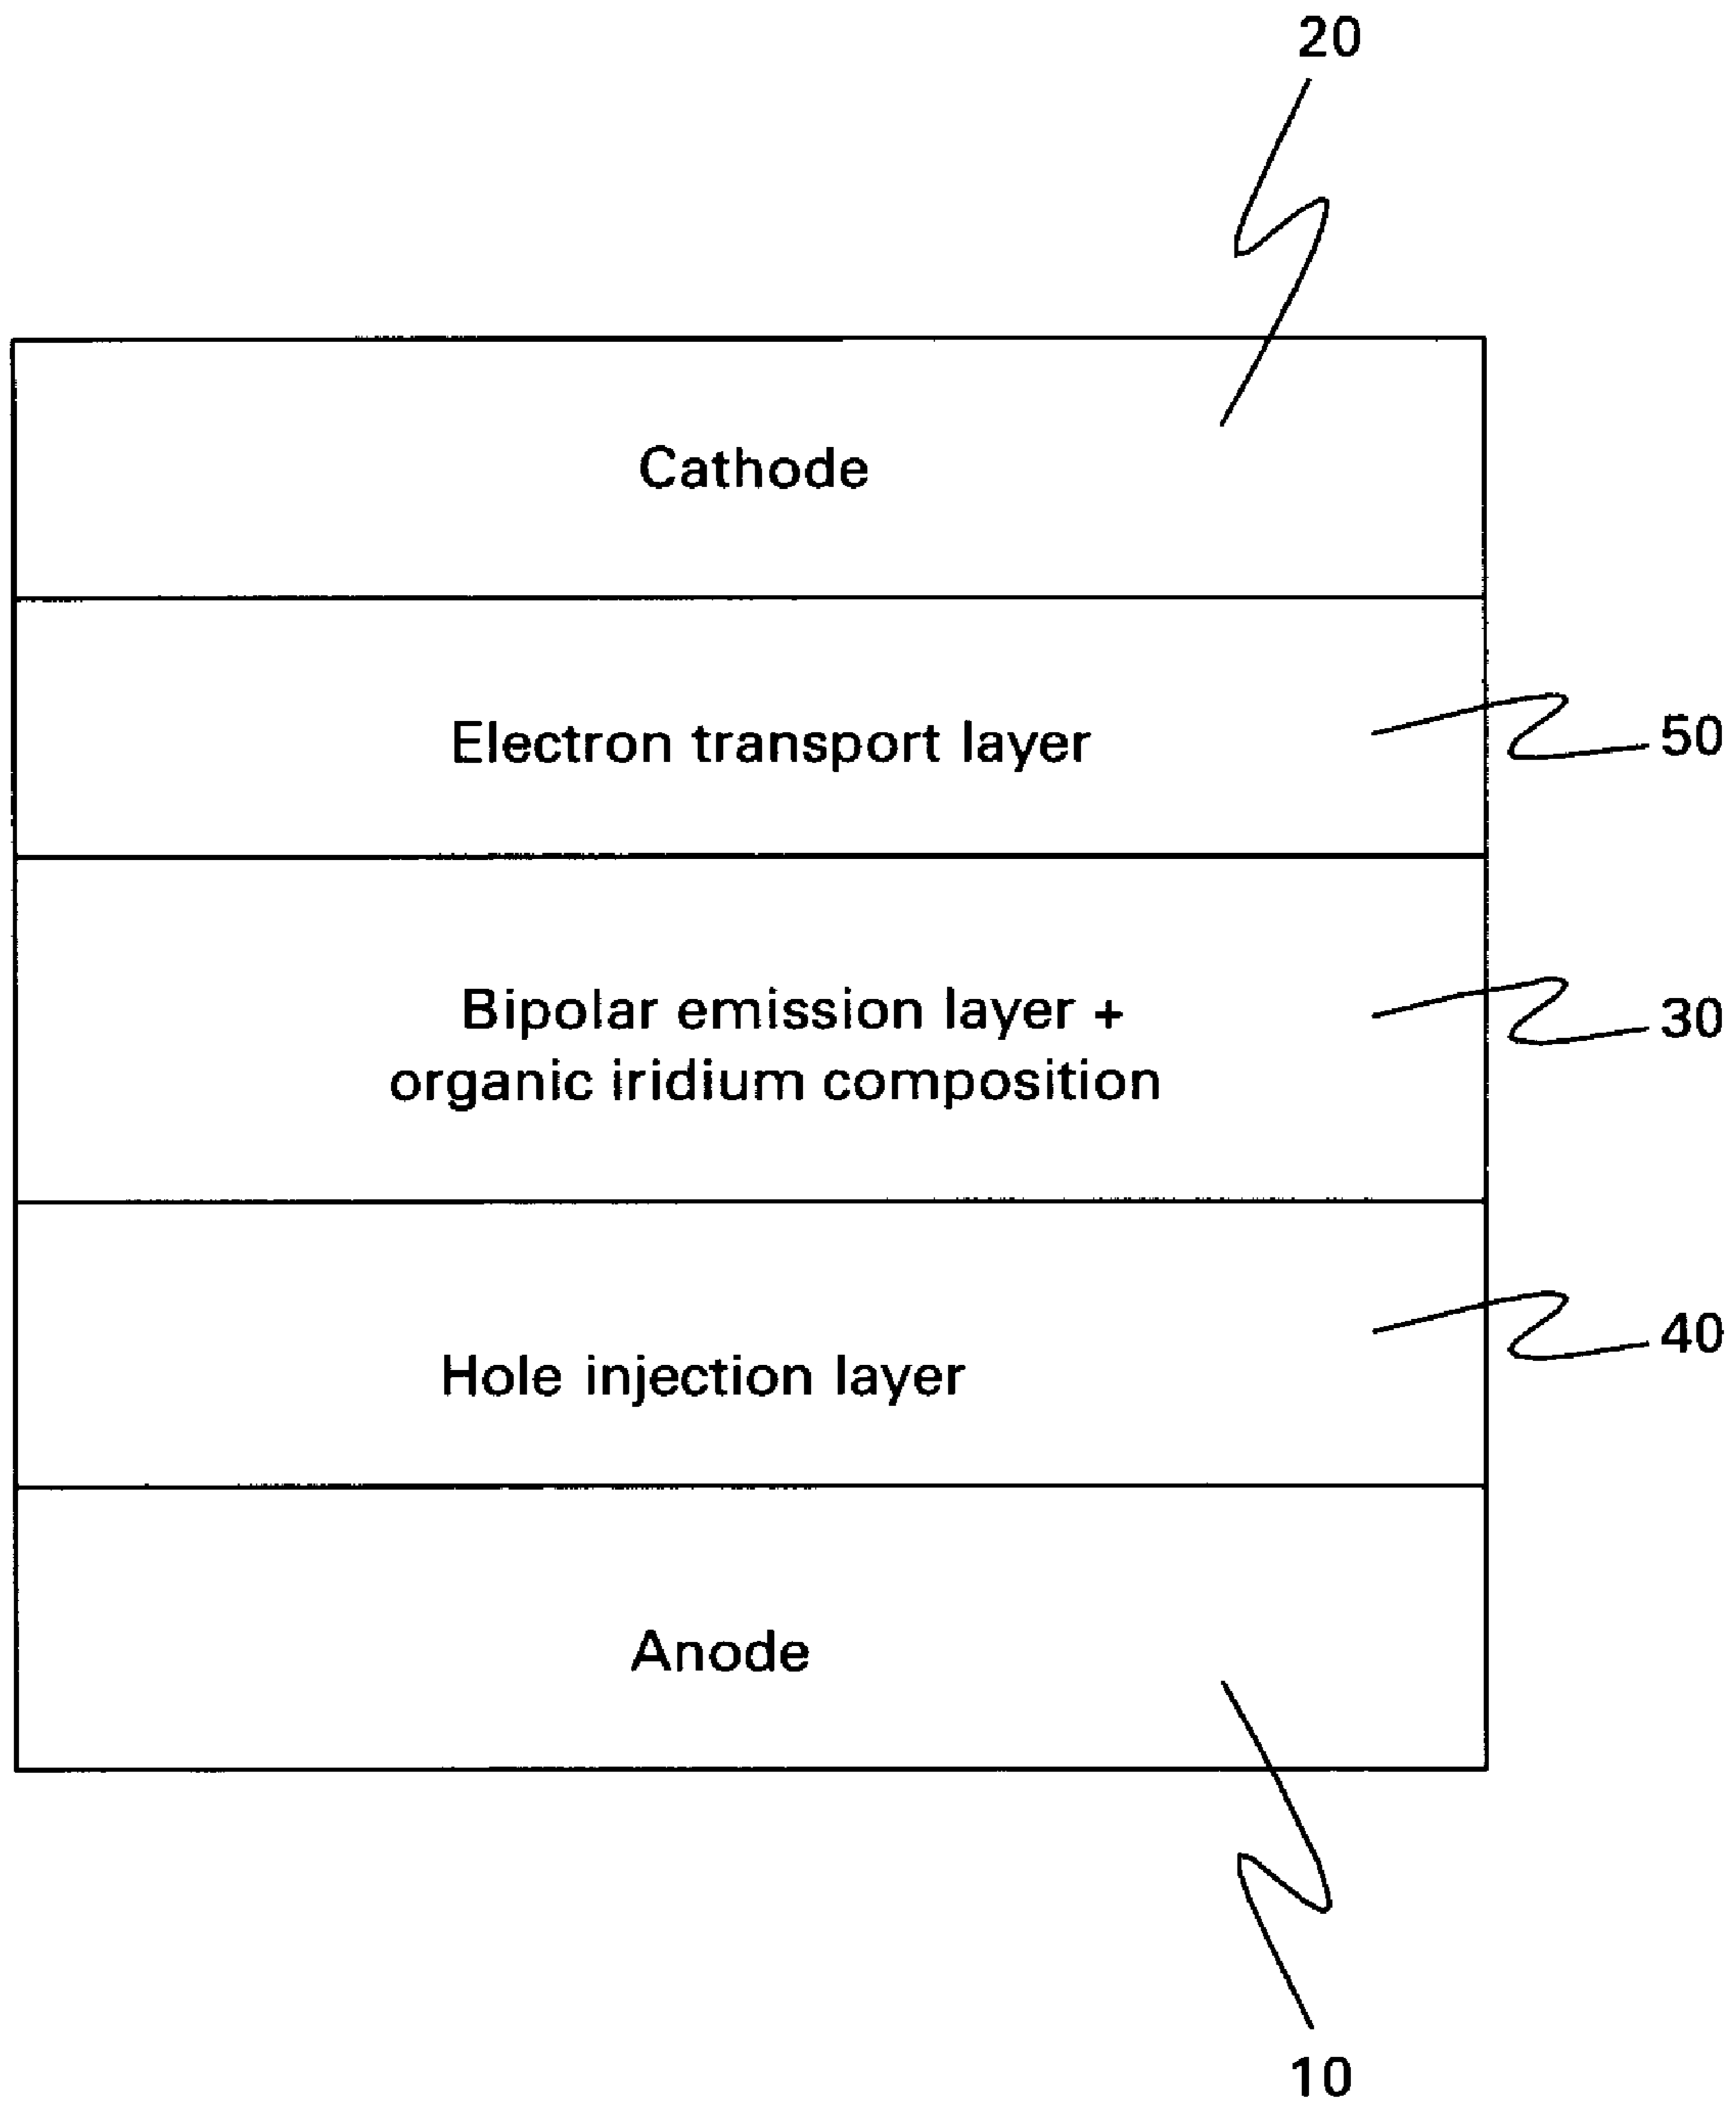 20
Cathode
Electron transport layer
50
Bipolar emission layer +
organic iridium composition
30
Hole injection layer
40
Anode
10